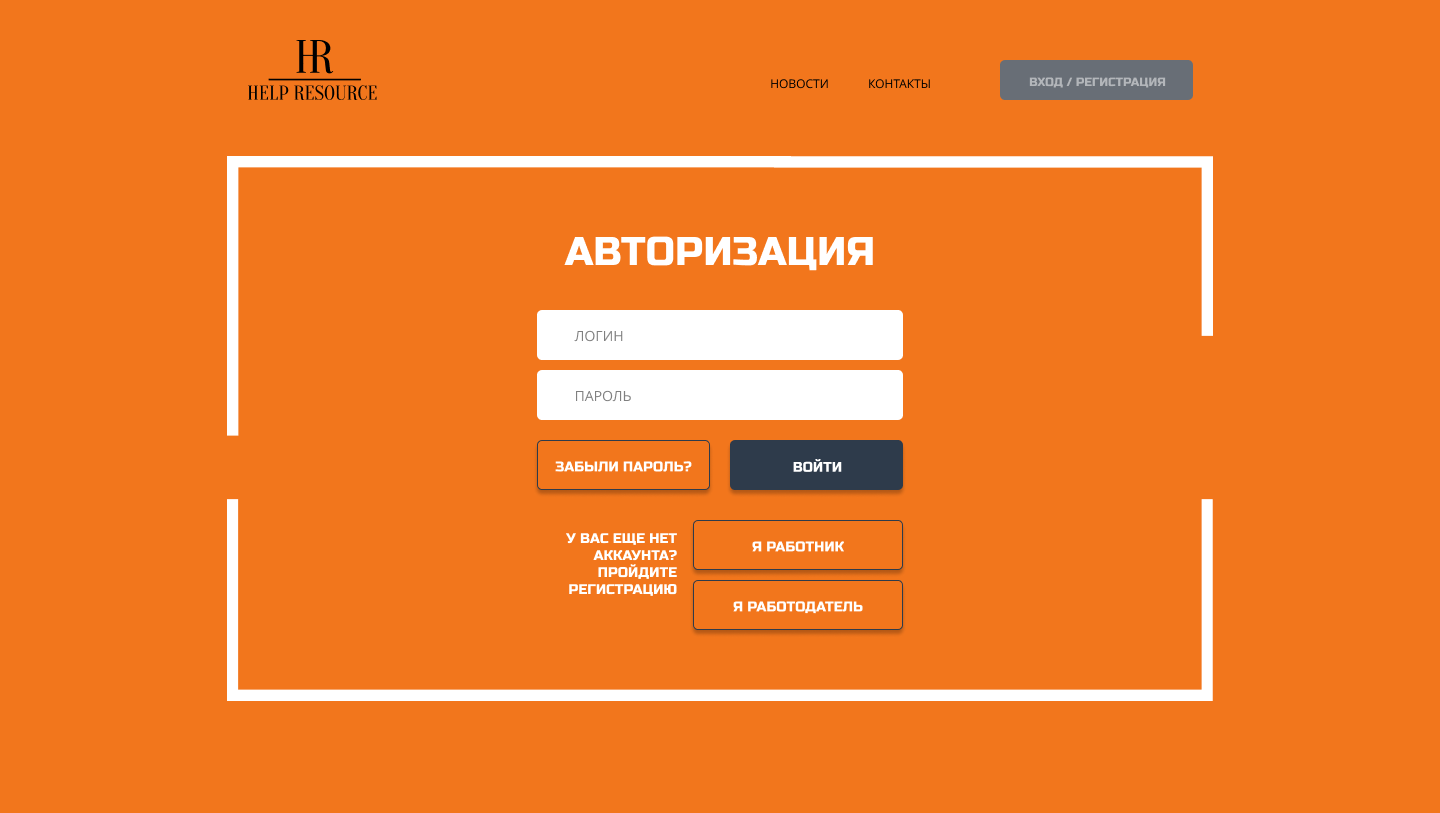 HR
HELP RESOURCE
НОВОСТИ
КОНТАКТЫ
ВХОД / РЕГИСТРАЦИЯ
АВТОРИЗАЦИЯ
ЛОГИН
ПАРОЛЬ
ЗАБЫЛИ ПАРОЛЬ?
ВОЙТИ
У ВАС ЕЩЕ НЕТ
АККАУНТА?
ПРОЙДИТЕ
РЕГИСТРАЦИЮ
Я РАБОТНИК
Я РАБОТОДАТЕЛЬ